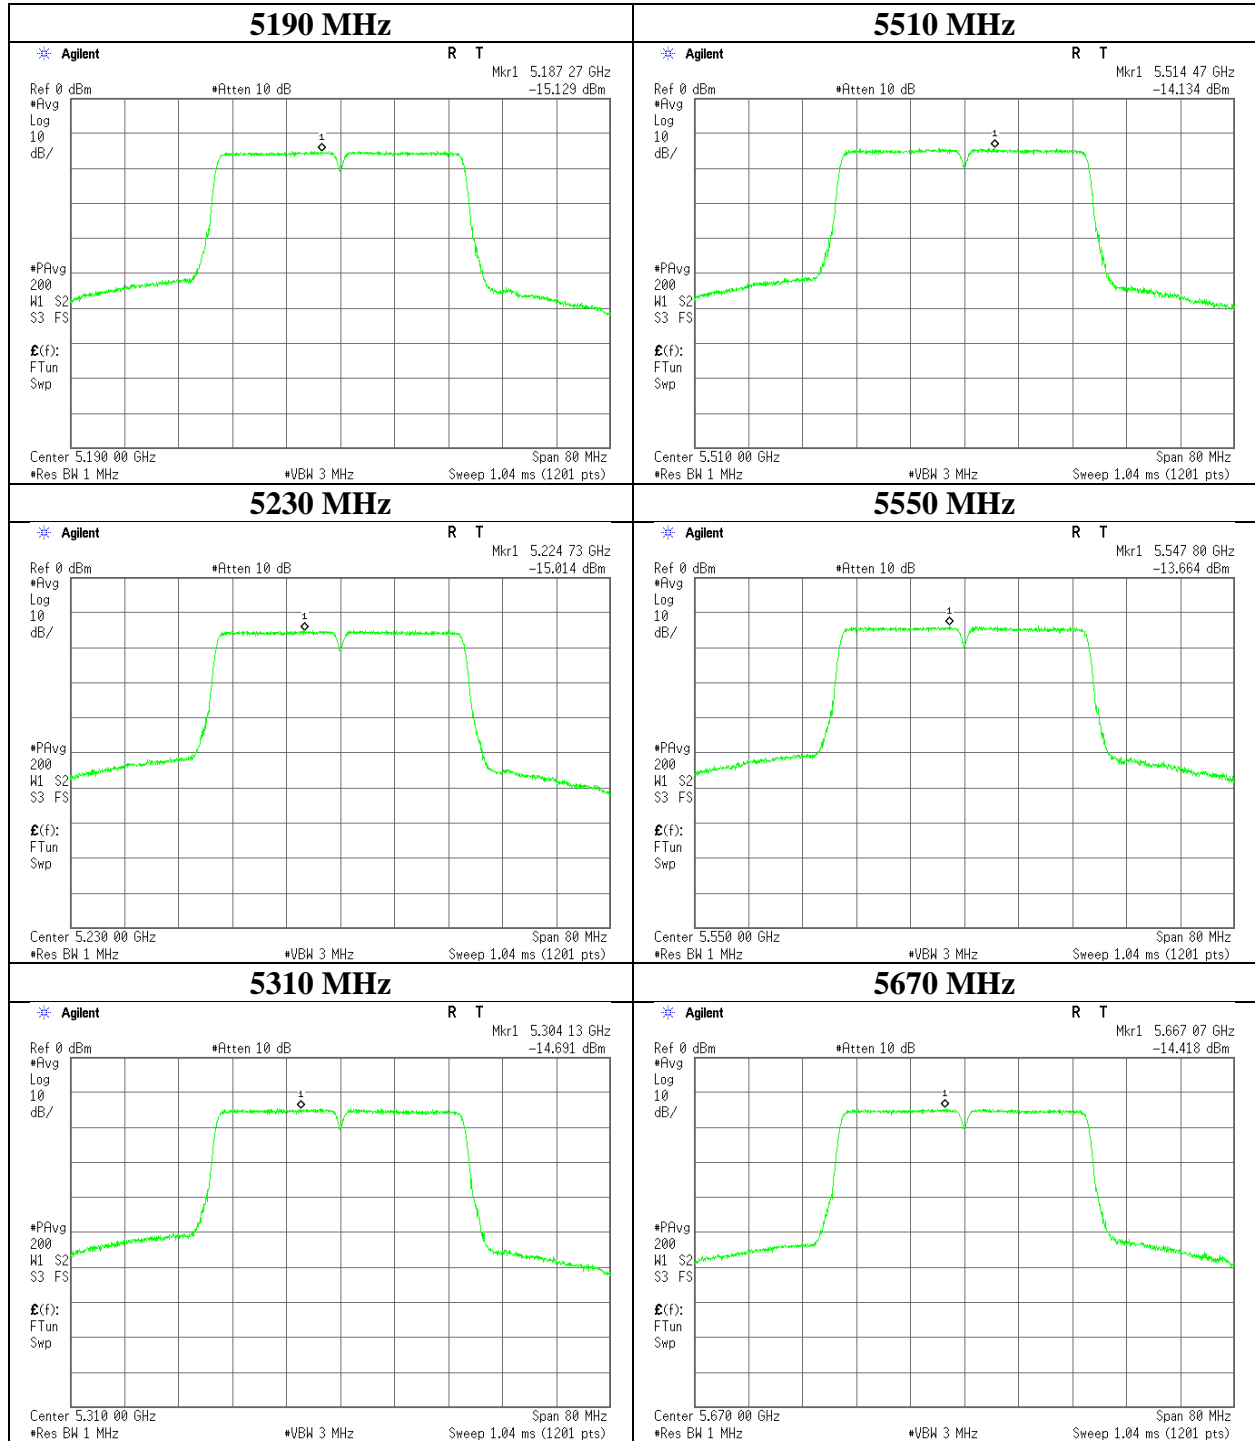 5190 MHz
Agilent R T
Mkr1 5.187 27 GHz
Ref 0 dBm #Atten 10 dB -15.129 dBm
#Avg
Log
10
dB/
1
#PAvg
200
W1 S2
S3 FS
£(f):
FTun
Swp
Center 5.190 00 GHz Span 80 MHz
#Res BW 1 MHz #VBW 3 MHz Sweep 1.04 ms (1201 pts)
5510 MHz
Agilent R T
Mkr1 5.514 47 GHz
Ref 0 dBm #Atten 10 dB -14.134 dBm
#Avg
Log
10
dB/
1
#PAvg
200
W1 S2
S3 FS
£(f):
FTun
Swp
Center 5.510 00 GHz Span 80 MHz
#Res BW 1 MHz #VBW 3 MHz Sweep 1.04 ms (1201 pts)
5230 MHz
Agilent R T
Mkr1 5.224 73 GHz
Ref 0 dBm #Atten 10 dB -15.014 dBm
#Avg
Log
10
dB/
1
#PAvg
200
W1 S2
S3 FS
£(f):
FTun
Swp
Center 5.230 00 GHz Span 80 MHz
#Res BW 1 MHz #VBW 3 MHz Sweep 1.04 ms (1201 pts)
5550 MHz
Agilent R T
Mkr1 5.547 80 GHz
Ref 0 dBm #Atten 10 dB -13.664 dBm
#Avg
Log
10
dB/
1
#PAvg
200
W1 S2
S3 FS
£(f):
FTun
Swp
Center 5.550 00 GHz Span 80 MHz
#Res BW 1 MHz #VBW 3 MHz Sweep 1.04 ms (1201 pts)
5310 MHz
Agilent R T
Mkr1 5.304 13 GHz
Ref 0 dBm #Atten 10 dB -14.691 dBm
#Avg
Log
10
dB/
1
#PAvg
200
W1 S2
S3 FS
£(f):
FTun
Swp
Center 5.310 00 GHz Span 80 MHz
#Res BW 1 MHz #VBW 3 MHz Sweep 1.04 ms (1201 pts)
5670 MHz
Agilent R T
Mkr1 5.667 07 GHz
Ref 0 dBm #Atten 10 dB -14.418 dBm
#Avg
Log
10
dB/
1
#PAvg
200
W1 S2
S3 FS
£(f):
FTun
Swp
Center 5.670 00 GHz Span 80 MHz
#Res BW 1 MHz #VBW 3 MHz Sweep 1.04 ms (1201 pts)